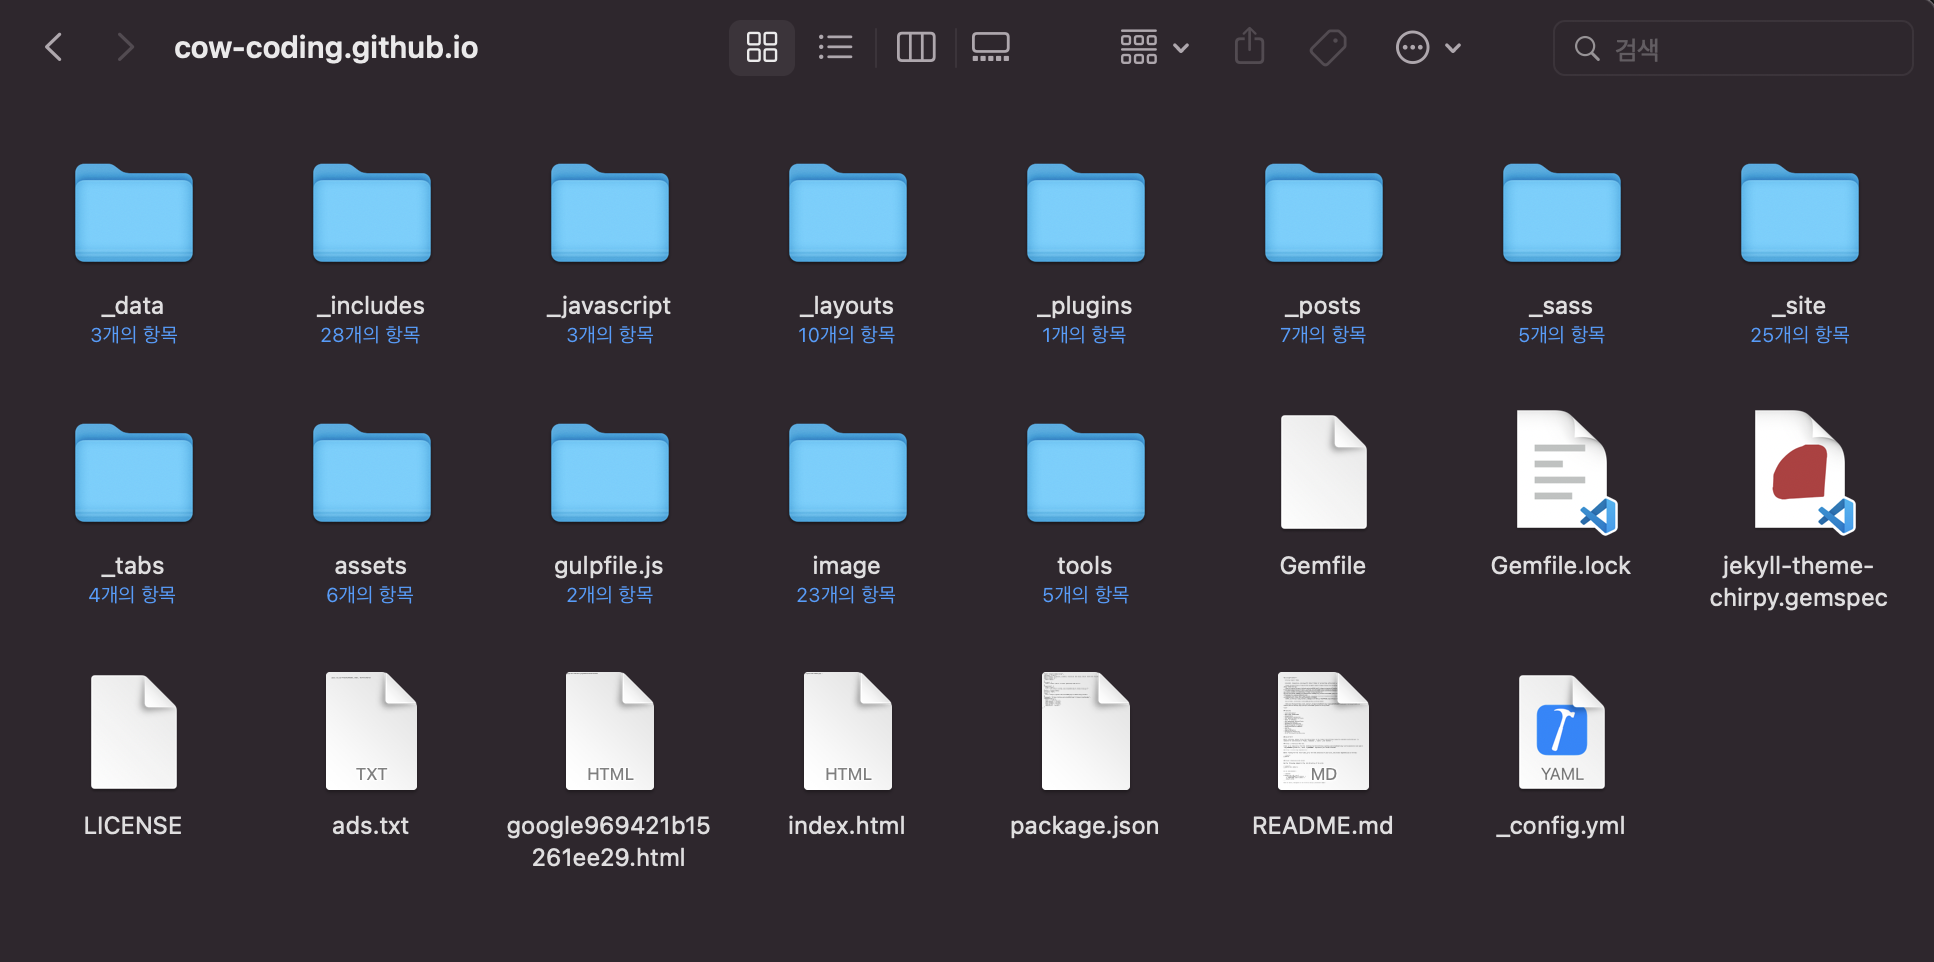 cow-coding.github.io
검색
_data
3개의 항목
_includes
28개의 항목
_javascript
3개의 항목
_layouts
10개의 항목
_plugins
1개의 항목
_posts
7개의 항목
_sass
5개의 항목
_site
25개의 항목
_tabs
4개의 항목
assets
6개의 항목
gulpfile.js
2개의 항목
image
23개의 항목
tools
5개의 항목
Gemfile
Gemfile.lock
jekyll-theme-
chirpy.gemspec
LICENSE
TXT
ads.txt
HTML
google969421b15
261ee29.html
HTML
index.html
package.json
MD
README.md
YAML
_config.yml